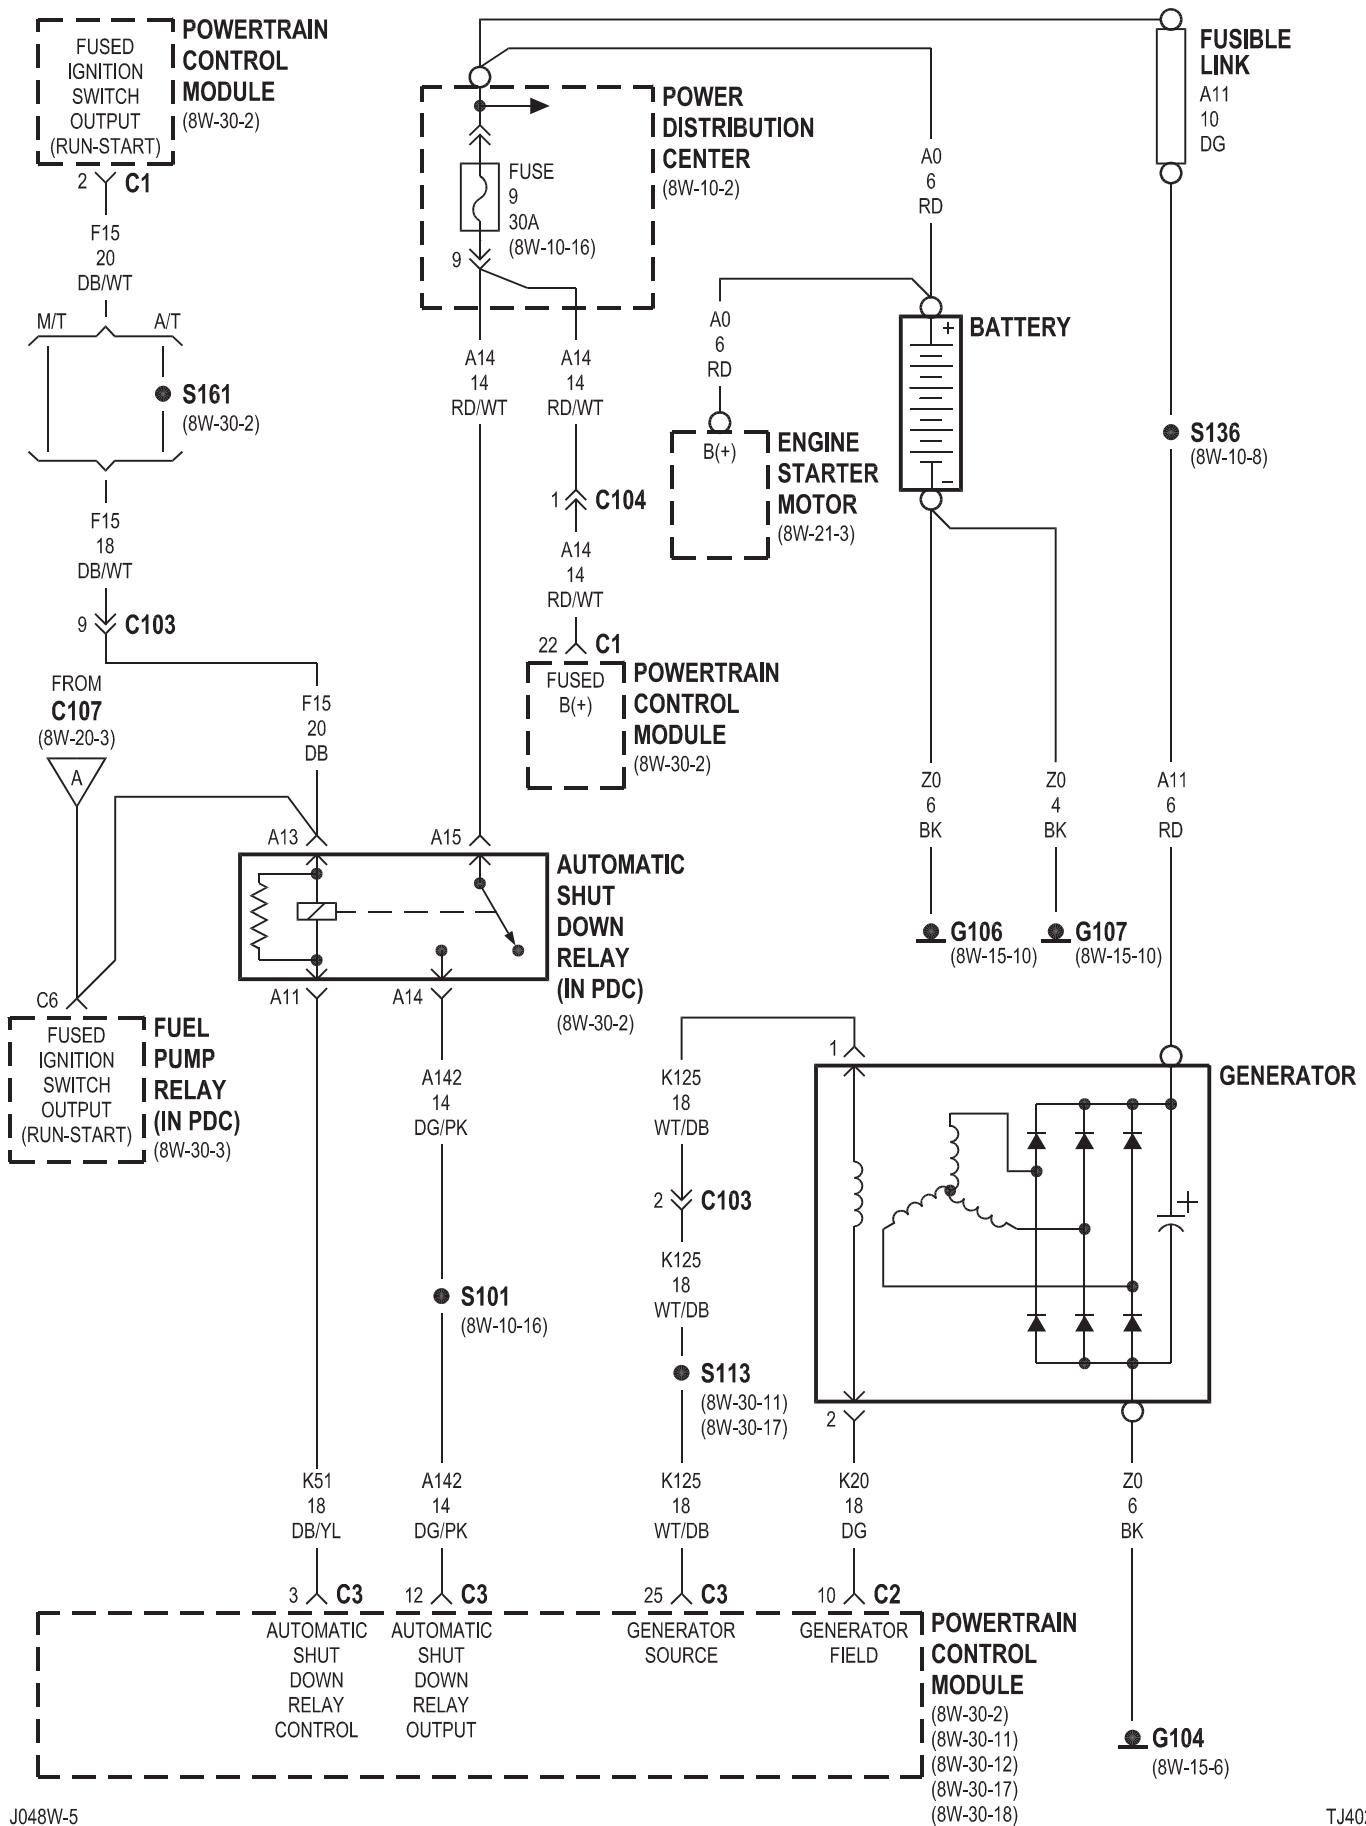 FUSED
IGNITION
SWITCH
OUTPUT
(RUN-START)
POWERTRAIN
CONTROL
MODULE
(8W-30-2)
2 C1
F15
20
DB/WT
M/T A/T
S161
(8W-30-2)
F15
18
DB/WT
9 C103
FROM
C107
(8W-20-3)
A
F15
20
DB
POWER
DISTRIBUTION
CENTER
(8W-10-2)
FUSE
9
30A
(8W-10-16)
9
A14
14
RD/WT
A14
14
RD/WT
1 C104
A14
14
RD/WT
22 C1
FUSED
B(+)
POWERTRAIN
CONTROL
MODULE
(8W-30-2)
FUSIBLE
LINK
A11
10
DG
A0
6
RD
A0
6
RD
+
BATTERY
-
B(+)
ENGINE
STARTER
MOTOR
(8W-21-3)
S136
(8W-10-8)
Z0
6
BK
Z0
4
BK
A11
6
RD
G106
(8W-15-10)
G107
(8W-15-10)
A13
A15
AUTOMATIC
SHUT
DOWN
RELAY
(IN PDC)
(8W-30-2)
A11
A14
C6
FUSED
IGNITION
SWITCH
OUTPUT
(RUN-START)
FUEL
PUMP
RELAY
(IN PDC)
(8W-30-3)
A142
14
DG/PK
S101
(8W-10-16)
K125
18
WT/DB
2 C103
K125
18
WT/DB
S113
(8W-30-11)
(8W-30-17)
1
GENERATOR
+
2
K51
18
DB/YL
A142
14
DG/PK
K125
18
WT/DB
K20
18
DG
Z0
6
BK
3 C3
12 C3
25 C3
10 C2
AUTOMATIC
SHUT
DOWN
RELAY
CONTROL
AUTOMATIC
SHUT
DOWN
RELAY
OUTPUT
GENERATOR
SOURCE
GENERATOR
FIELD
POWERTRAIN
CONTROL
MODULE
(8W-30-2)
(8W-30-11)
(8W-30-12)
(8W-30-17)
(8W-30-18)
G104
(8W-15-6)
J048W-5